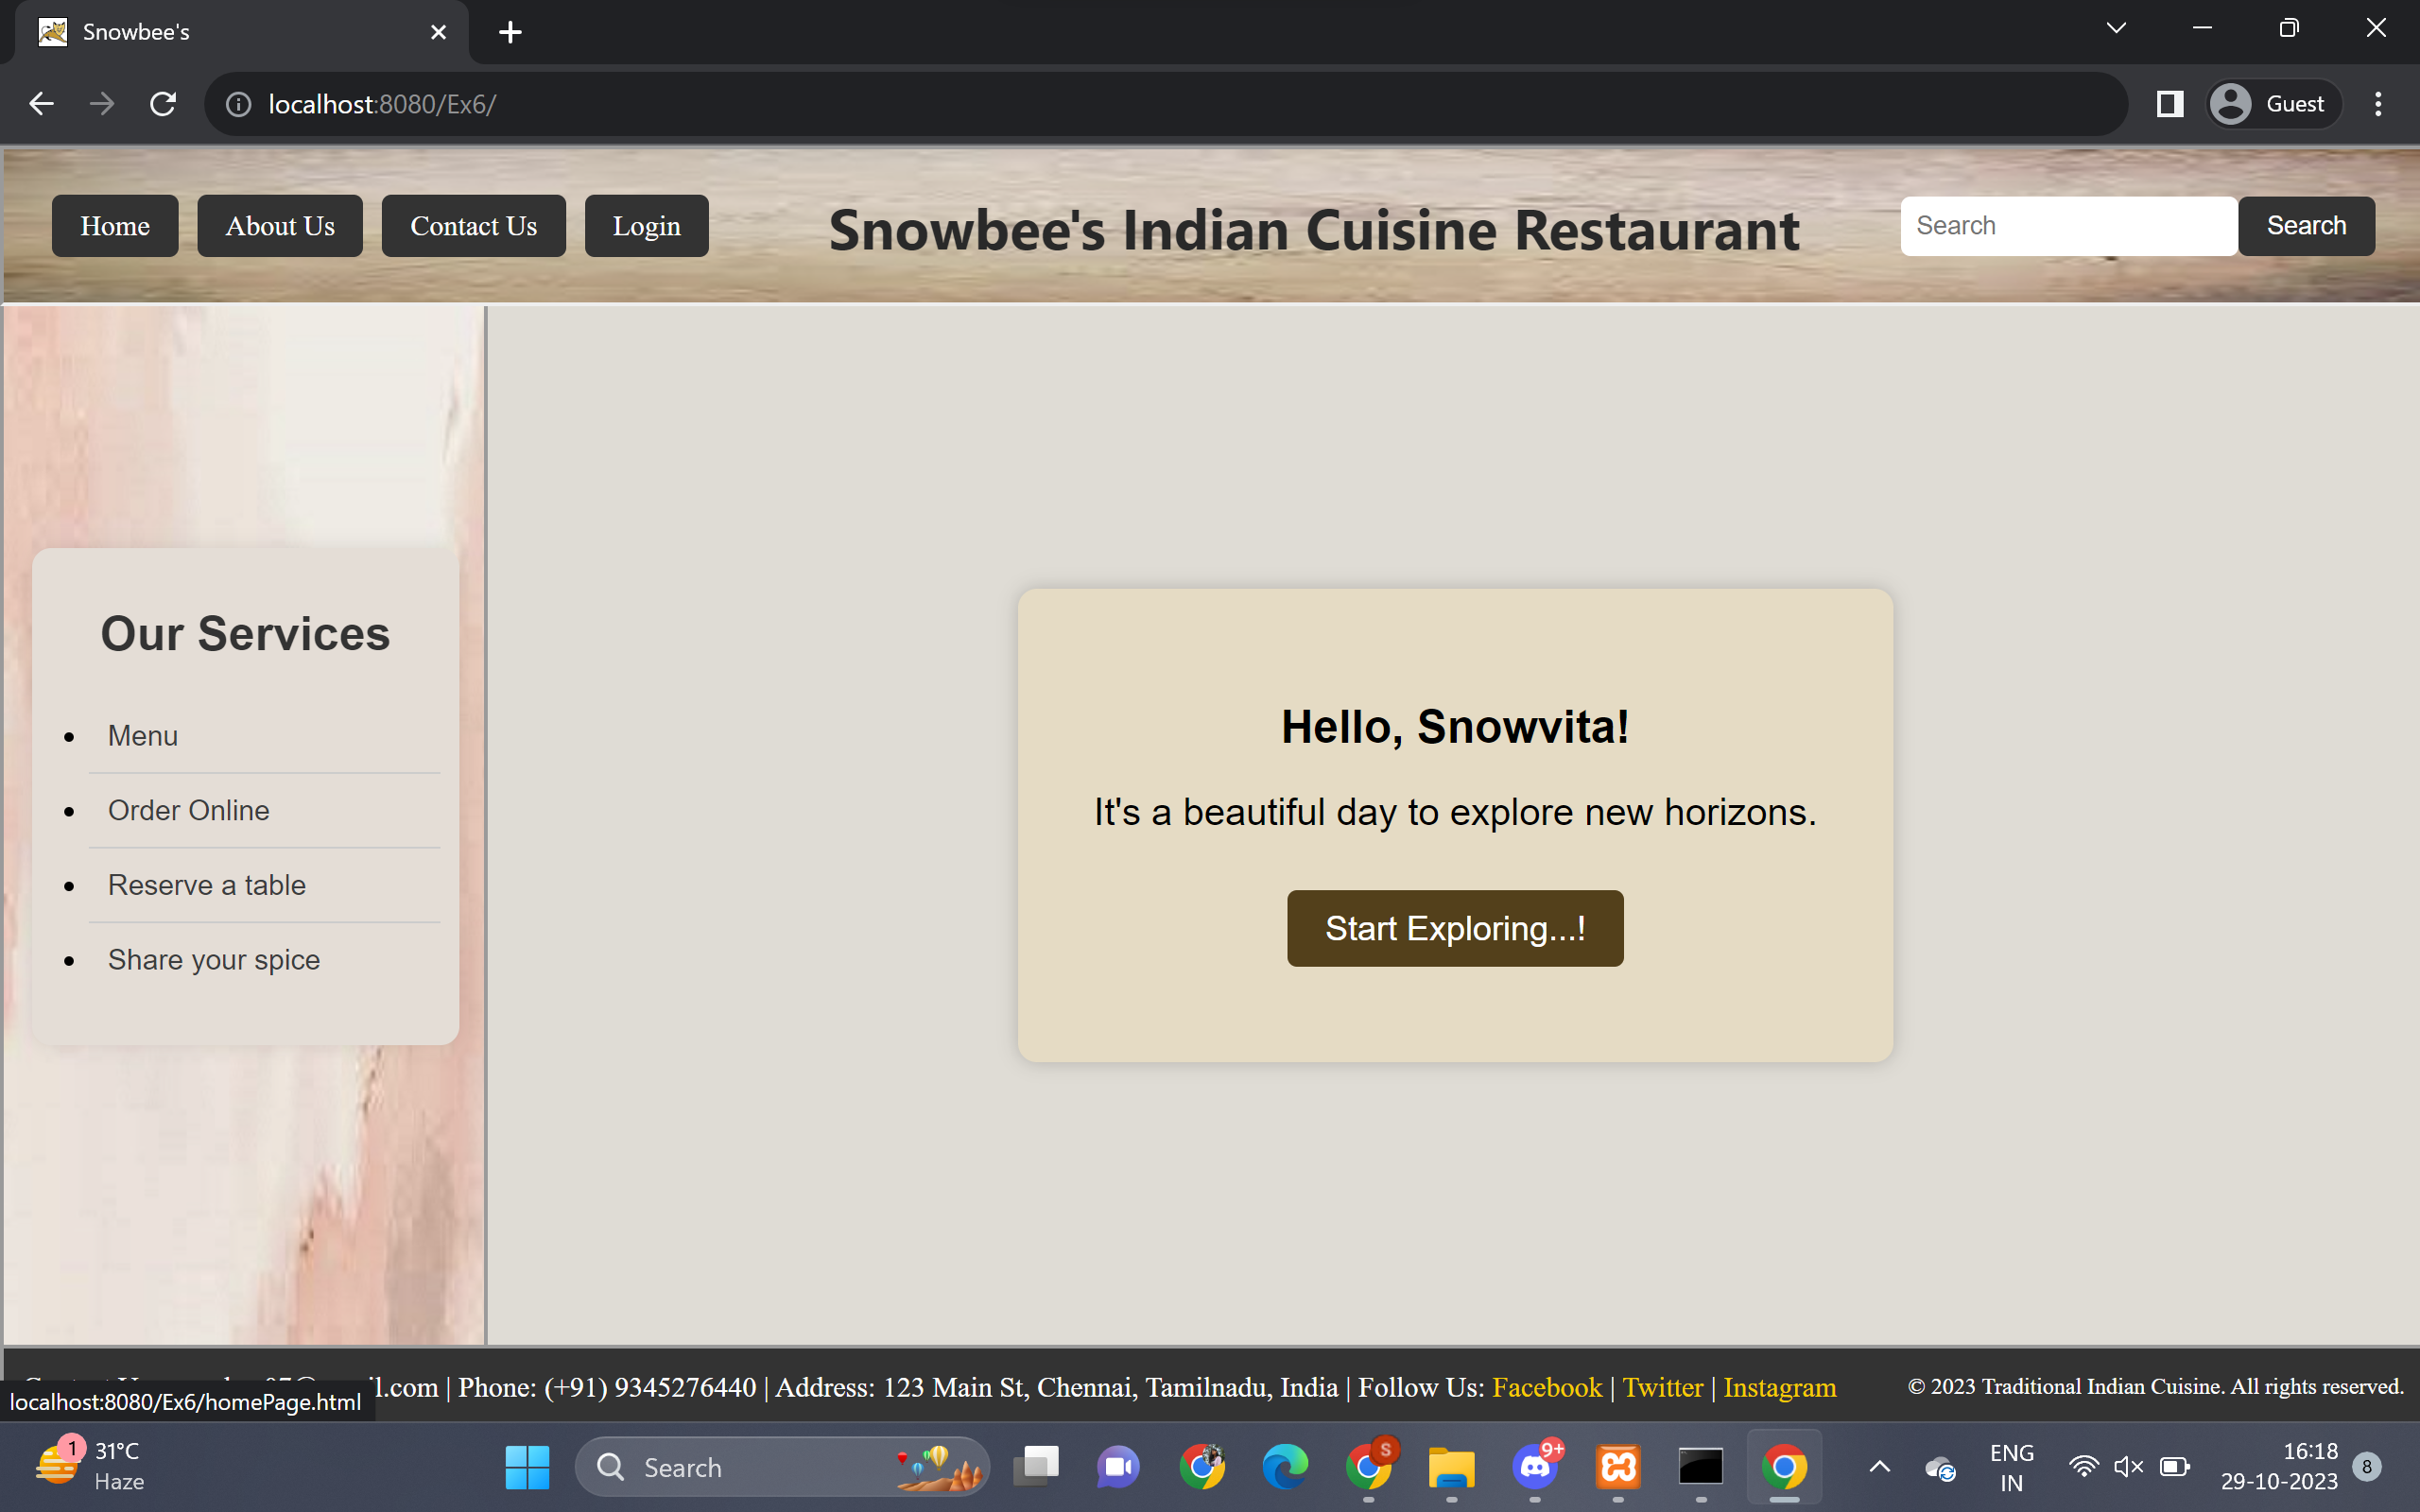 Snowbee's
localhost:8080/Ex6/
Guest
Home
About Us
Contact Us
Login
Snowbee's Indian Cuisine Restaurant
Search
Search
Our Services
Menu
Order Online
Reserve a table
Share your spice
Hello, Snowvita!
It's a beautiful day to explore new horizons.
Start Exploring...!
l.com | Phone: (+91) 9345276440 | Address: 123 Main St, Chennai, Tamilnadu, India | Follow Us: Facebook | Twitter | Instagram
© 2023 Traditional Indian Cuisine. All rights reserved.
localhost:8080/Ex6/homePage.html
1
31°C
Haze
Search
S
9+
ENG
IN
16:18
29-10-2023
8